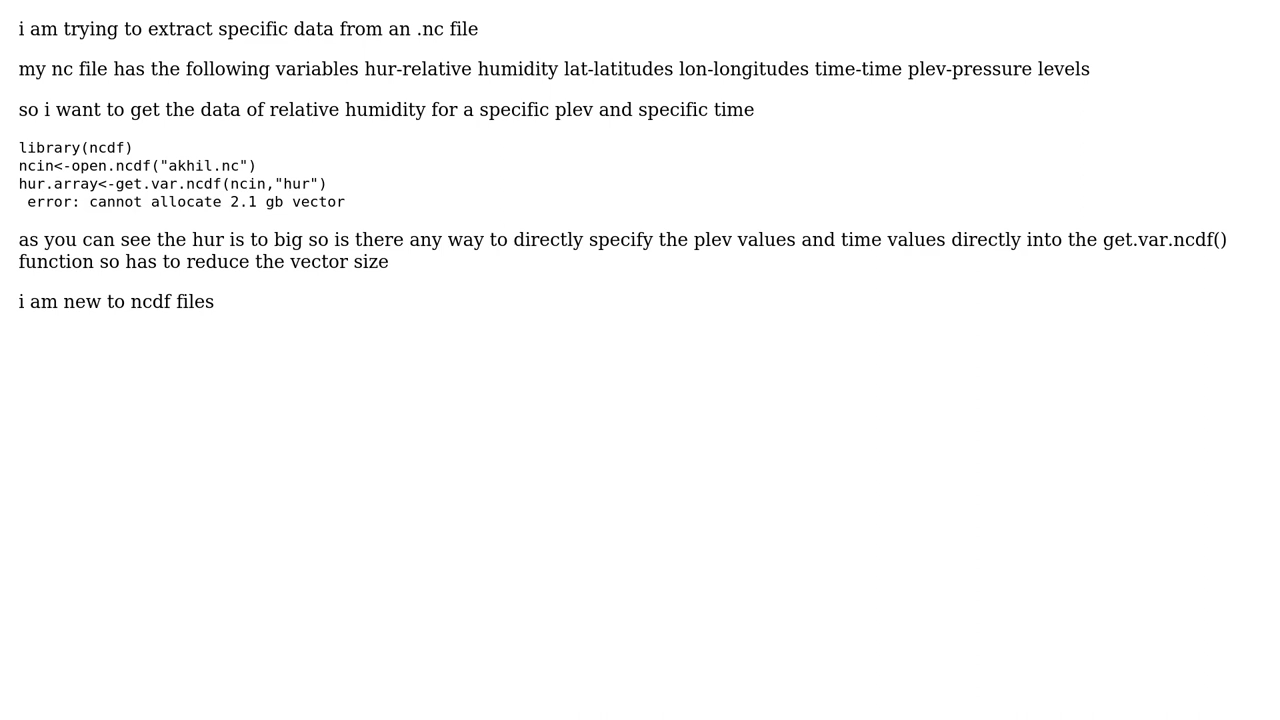 i am trying to extract specific data from an .nc file
my nc file has the following variables hur-relative humidity lat-latitudes lon-longitudes time-time plev-pressure levels
so i want to get the data of relative humidity for a specific plev and specific time
library(ncdf)
ncin<-open.ncdf("akhil.nc")
hur.array<-get.var.ncdf(ncin,"hur")
 error: cannot allocate 2.1 gb vector
as you can see the hur is to big so is there any way to directly specify the plev values and time values directly into the get.var.ncdf()
function so has to reduce the vector size
i am new to ncdf files